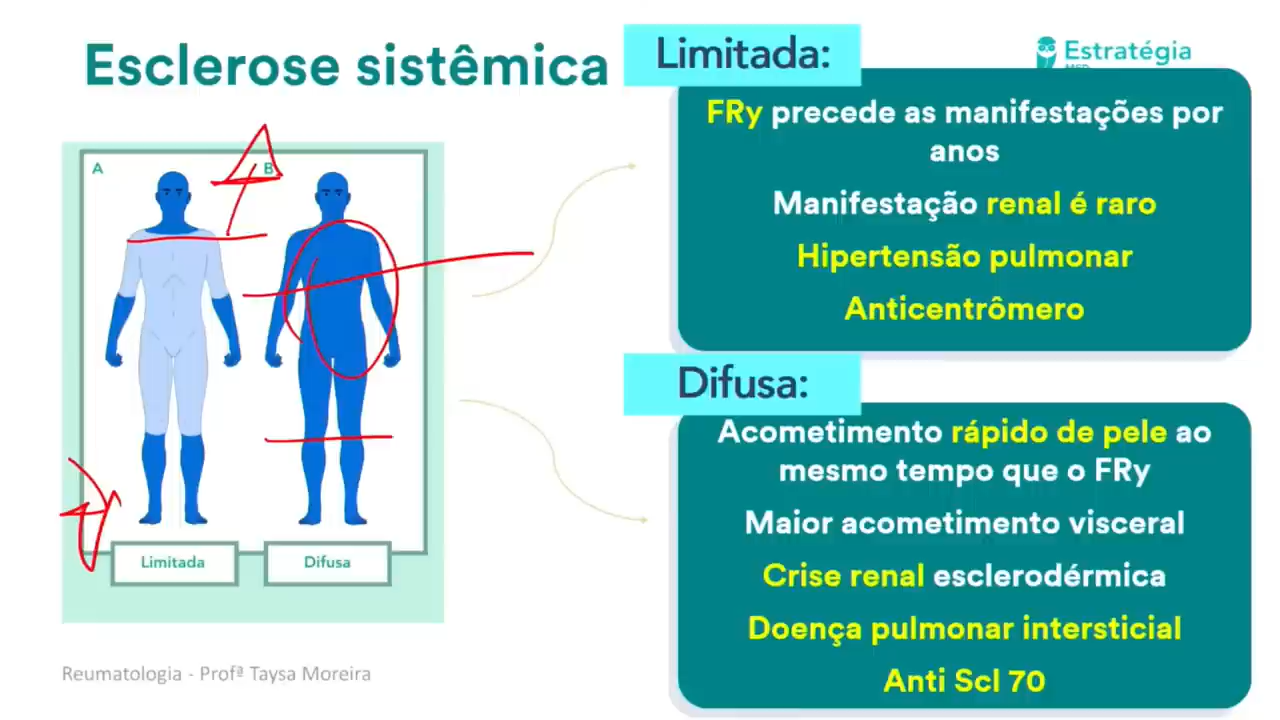 Esclerose sistêmica
Limitada:
Estratégia
MED
FRy precede as manifestações por
anos
Manifestação renal é raro
Hipertensão pulmonar
Anticentrômero
A
B
Limitada
Difusa
Difusa:
Acometimento rápido de pele ao
mesmo tempo que o FRy
Maior acometimento visceral
Crise renal esclerodérmica
Doença pulmonar intersticial
Anti Scl 70
Reumatologia - Profª Taysa Moreira